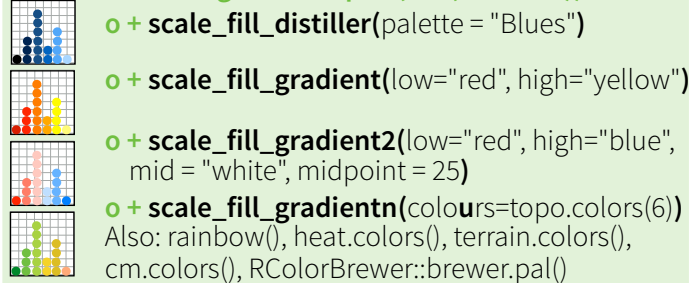 o + scale_fill_distiller(palette = "Blues")
o + scale_fill_gradient(low="red", high="yellow")
o + scale_fill_gradient2(low="red", high="blue",
mid = "white", midpoint = 25)
o + scale_fill_gradientn(colours=topo.colors(6))
Also: rainbow(), heat.colors(), terrain.colors(),
cm.colors(), RColorBrewer::brewer.pal()